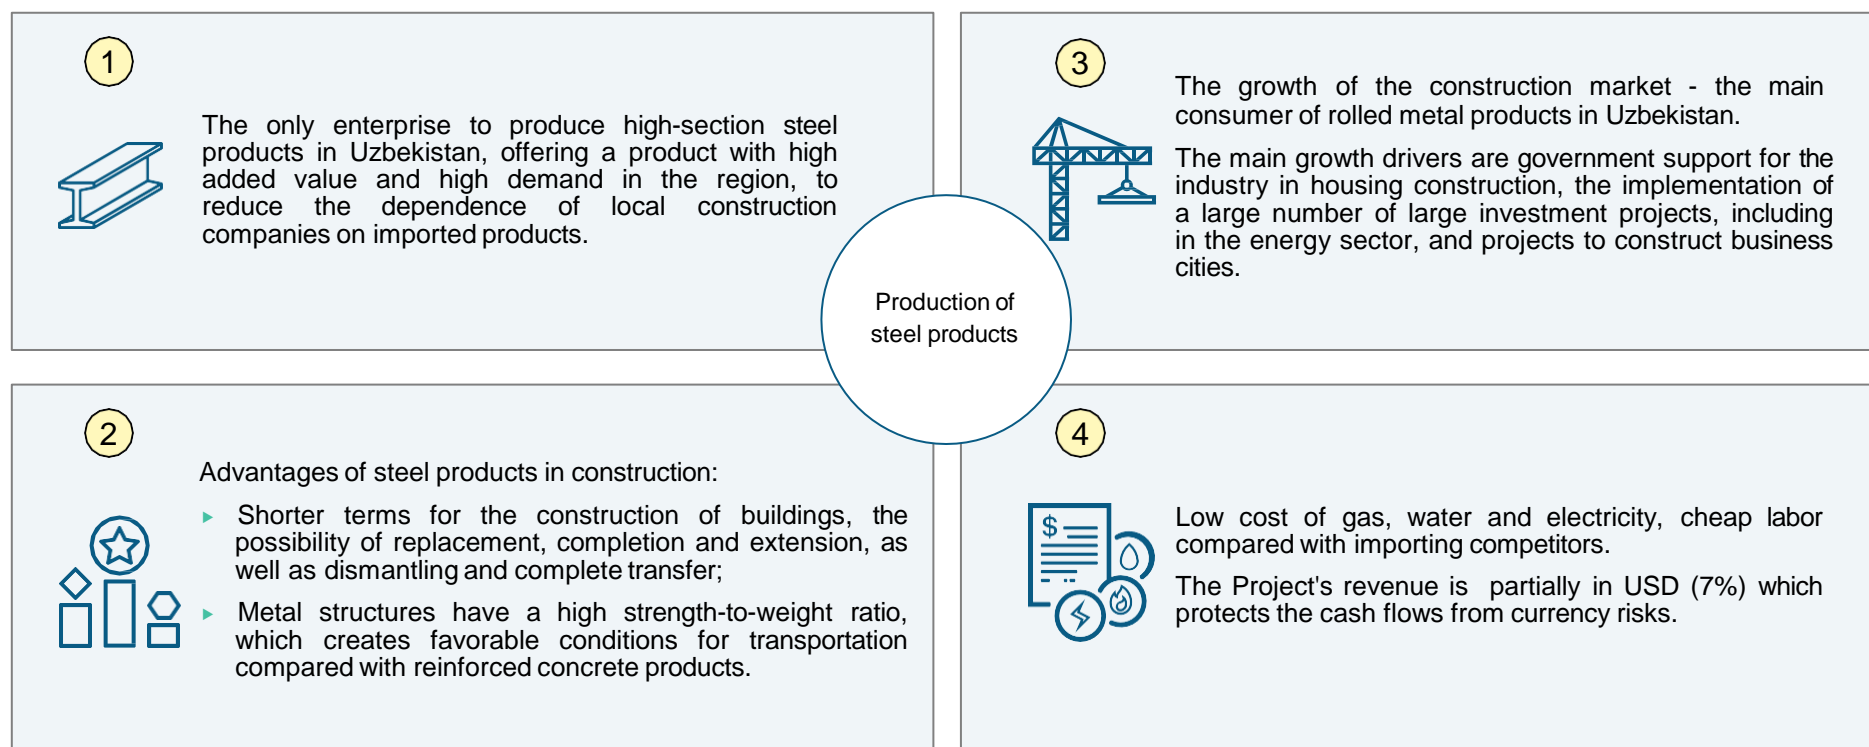 1
The only enterprise to produce high-section steel
products in Uzbekistan, offering a product with high
added value and high demand in the region, to
reduce the dependence of local construction
companies on imported products.
2
Advantages of steel products in construction:
Shorter terms for the construction of buildings, the
possibility of replacement, completion and extension, as
well as dismantling and complete transfer;
Metal structures have a high strength-to-weight ratio,
which creates favorable conditions for transportation
compared with reinforced concrete products.
Production of
steel products
3
The growth of the construction market - the main
consumer of rolled metal products in Uzbekistan.
The main growth drivers are government support for the
industry in housing construction, the implementation of
a large number of large investment projects, including
in the energy sector, and projects to construct business
cities.
4
$
Low cost of gas, water and electricity, cheap labor
compared with importing competitors.
The Project's revenue is partially in USD (7%) which
protects the cash flows from currency risks.